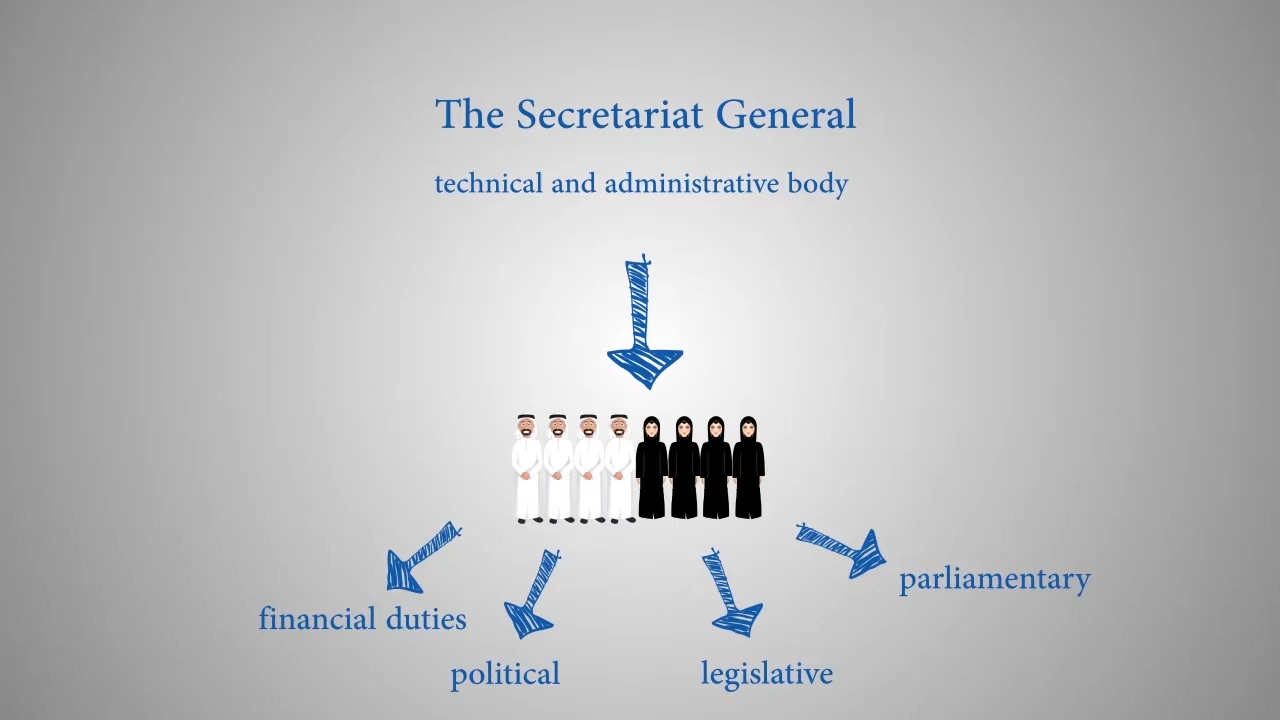 The Secretariat General
technical and administrative body
parliamentary
financial duties
political
legislative